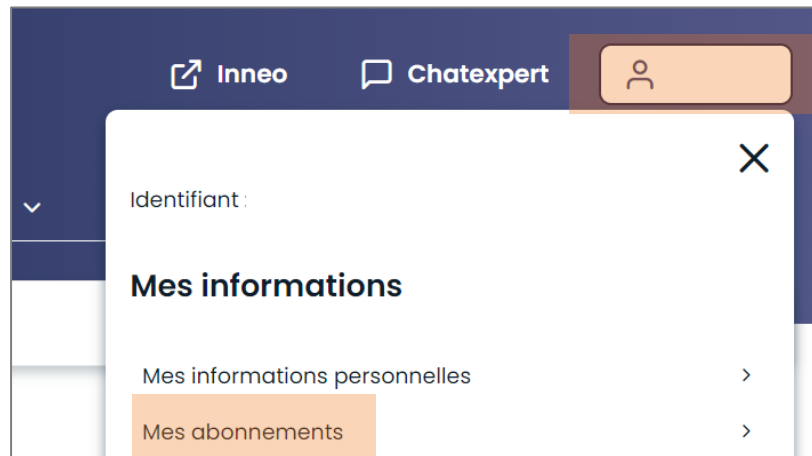 Inneo Chatexpert
Identifiant :
Mes informations
Mes informations personnelles
Mes abonnements